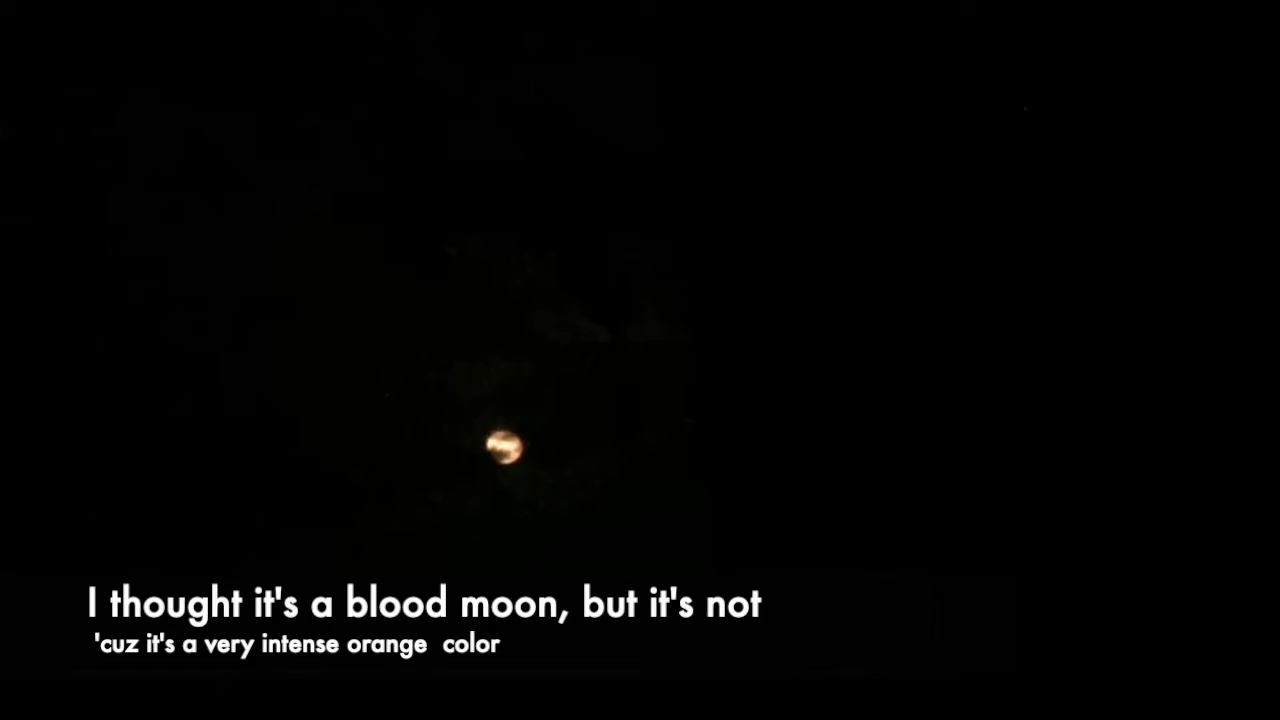 I thought it's a blood moon, but it's not
'cuz it's a very intense orange color